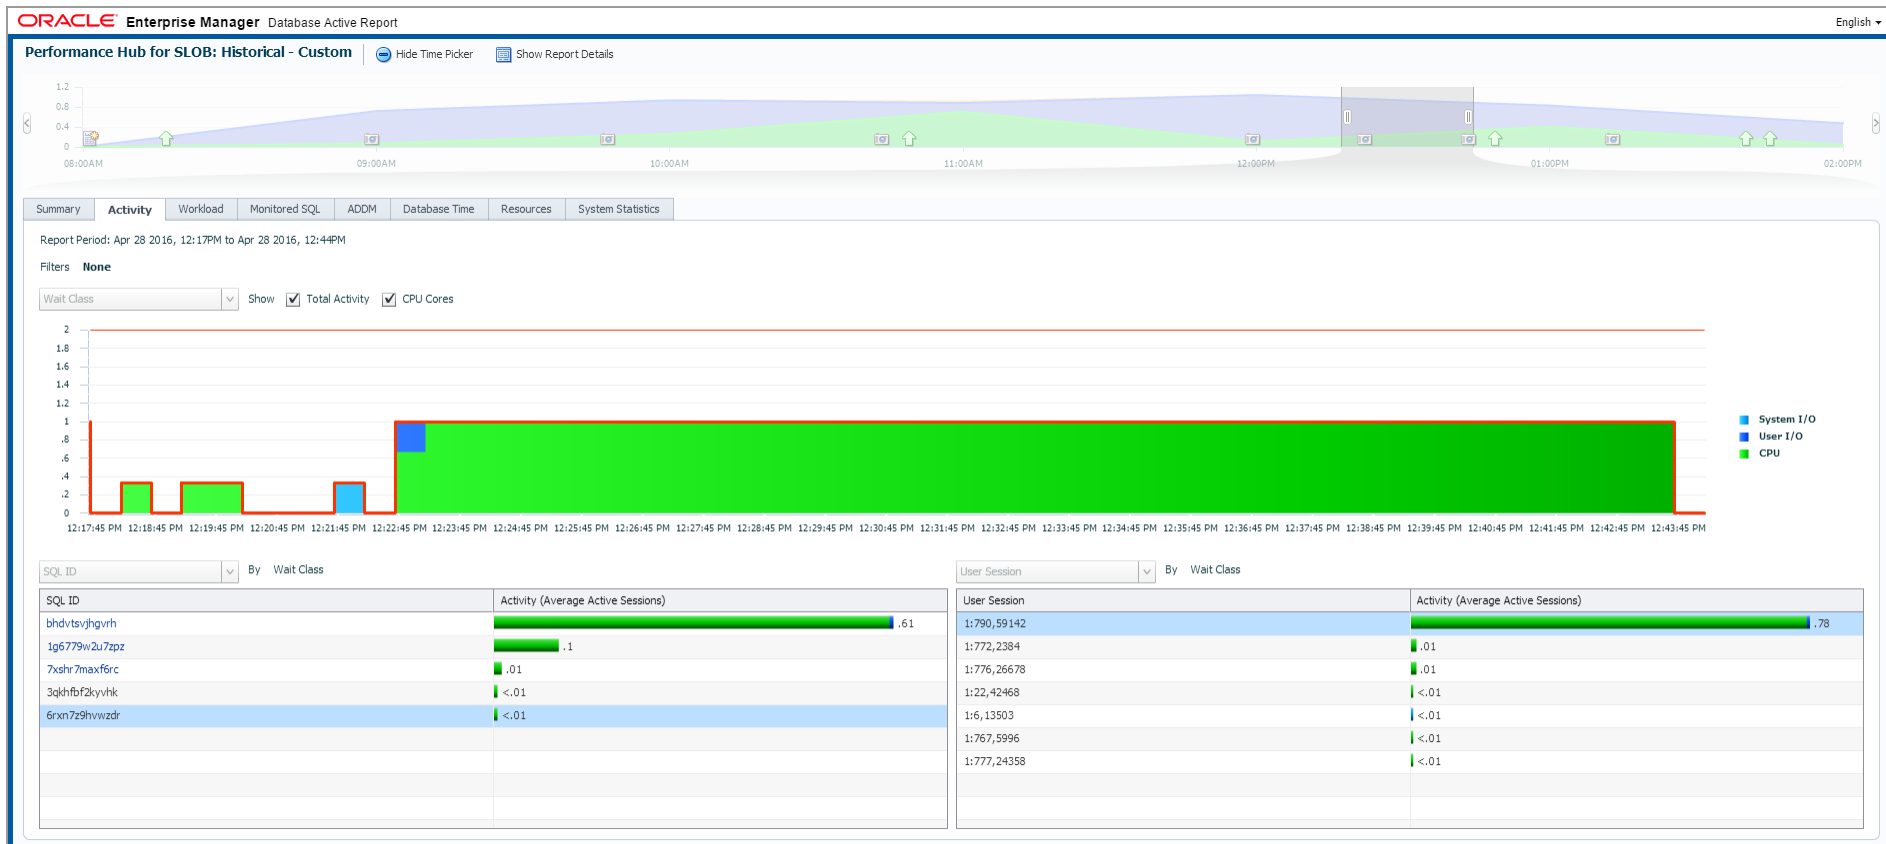 ORACLE Enterprise Manager Database Active Report English
Performance Hub for SLOB: Historical - Custom Hide Time Picker Show Report Details
1.2
0.8
0.4
0
08:00AM 09:00AM 10:00AM 11:00AM 12:00PM 01:00PM 02:00PM
Summary Activity Workload Monitored SQL ADDM Database Time Resources System Statistics
Report Period: Apr 28 2016, 12:17PM to Apr 28 2016, 12:44PM
Filters None
Wait Class Show Total Activity CPU Cores
2
1.8
1.6
1.4
1.2
1
.8
.6
.4
.2
0
System I/O
User I/O
CPU
12:17:45 PM 12:18:45 PM 12:19:45 PM 12:20:45 PM 12:21:45 PM 12:22:45 PM 12:23:45 PM 12:24:45 PM 12:25:45 PM 12:26:45 PM 12:27:45 PM 12:28:45 PM 12:29:45 PM 12:30:45 PM 12:31:45 PM 12:32:45 PM 12:33:45 PM 12:34:45 PM 12:35:45 PM 12:36:45 PM 12:37:45 PM 12:38:45 PM 12:39:45 PM 12:40:45 PM 12:41:45 PM 12:42:45 PM 12:43:45 PM
SQL ID By Wait Class
SQL ID Activity (Average Active Sessions)
bhdvtsvjhgvrh .61
1g6779w2u7zpz .1
7xshr7maxf6rc .01
3qkhfbf2kyvhk <.01
6rxn7z9hvwzdr <.01
User Session By Wait Class
User Session Activity (Average Active Sessions)
1:790,59142 .78
1:772,2384 .01
1:776,26678 .01
1:22,42468 <.01
1:6,13503 <.01
1:767,5996 <.01
1:777,24358 <.01